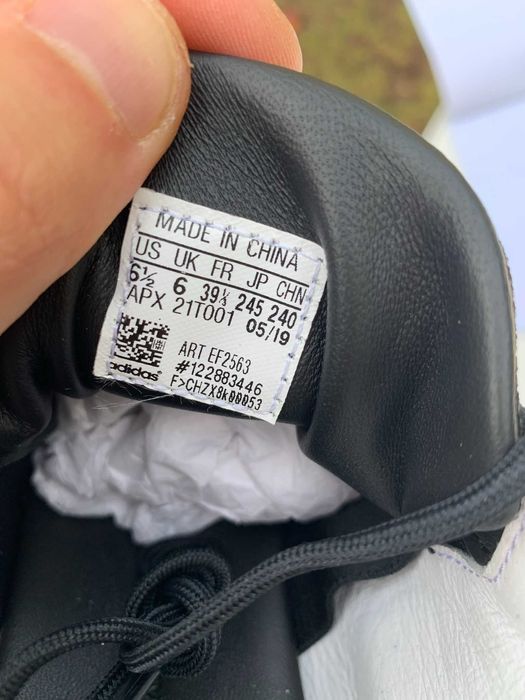 MADE IN CHINA
US UK FR JP CHN
6½ 6 39⅓ 245 240
APX 21T001 05/19
ART EF2563
#122883446
adidas®
F>CHZX8k00053